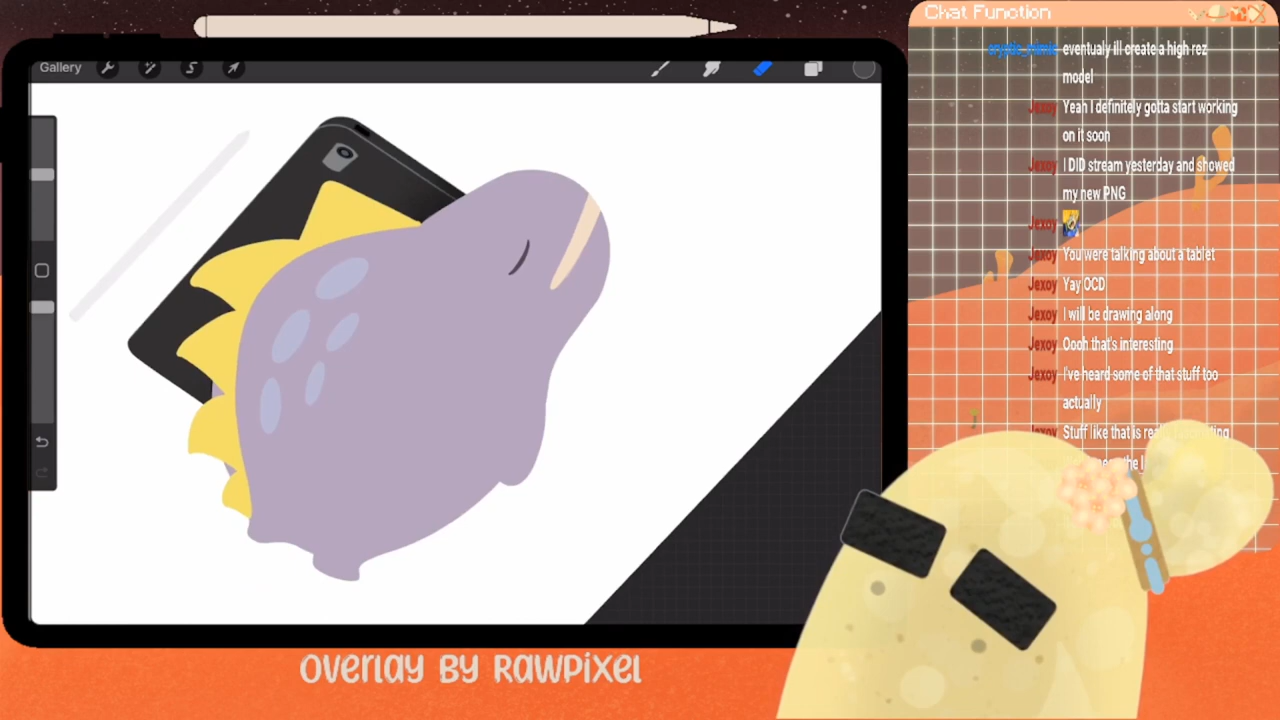 Chat Function
Gallery
cryptic_mimic eventualy ill create a high rez
model
Jexoy Yeah I definitely gotta start working
on it soon
Jexoy I DID stream yesterday and showed
my new PNG
Jexoy
Jexoy You were talking about a tablet
Jexoy Yay OCD
Jexoy I will be drawing along
Jexoy Oooh that's interesting
Jexoy I've heard some of that stuff too
actually
Jexoy Stuff like that is
OVERLAY BY RAWPIXEL